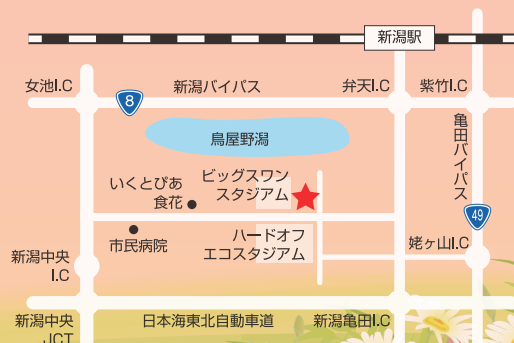 新潟駅
女池I.C
8
新潟バイパス
弁天I.C
紫竹I.C
亀田バイパス
鳥屋野潟
いくとぴあ
食花
ビッグスワン
スタジアム
49
市民病院
ハードオフ
エコスタジアム
姥ヶ山I.C
新潟中央
I.C
新潟中央
JCT
日本海東北自動車道
新潟亀田I.C